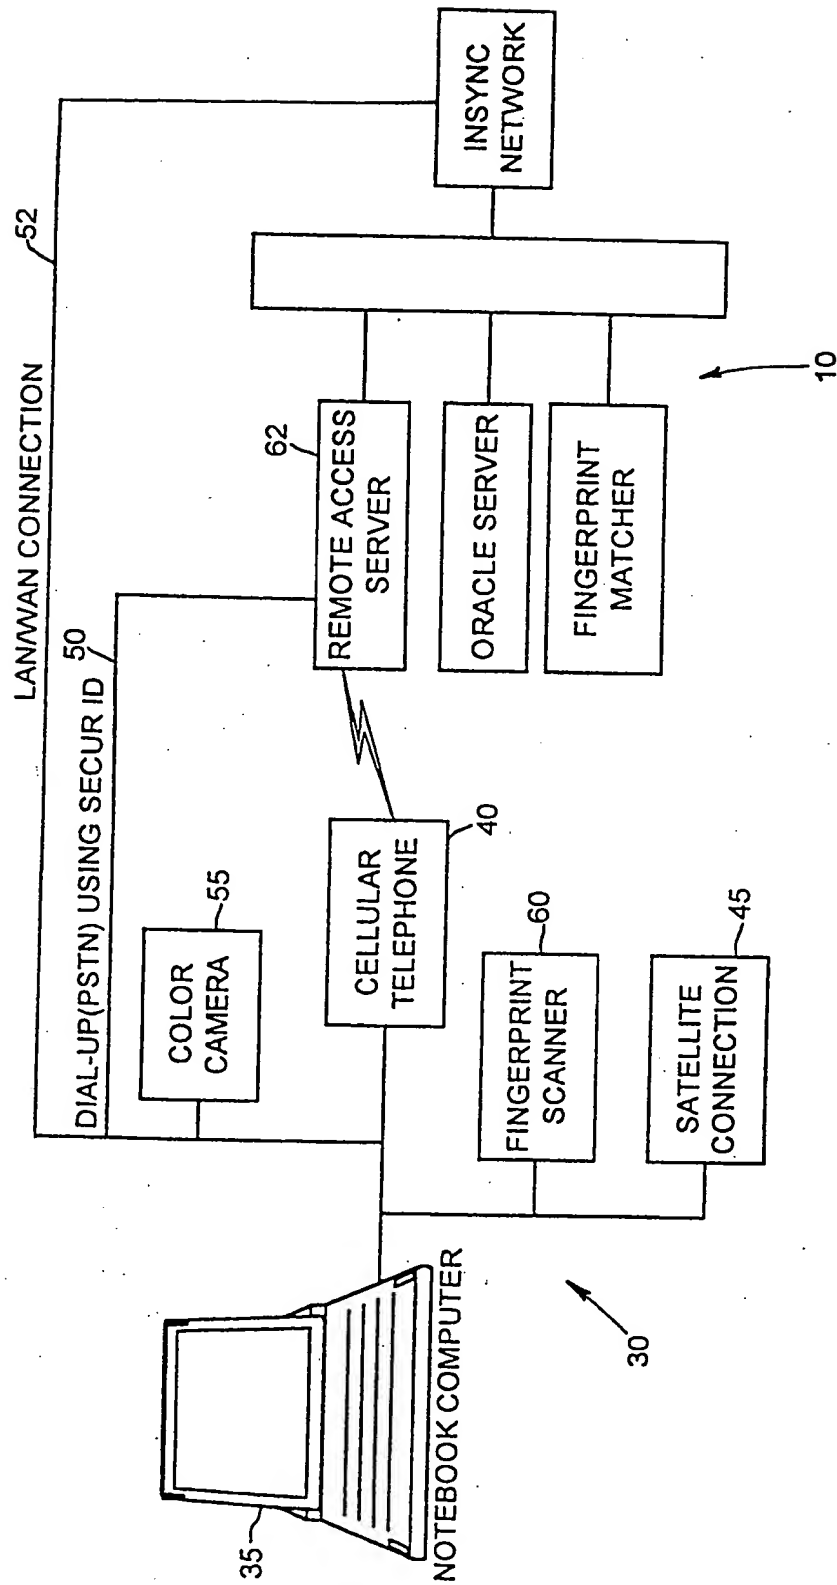 LAN/WAN CONNECTION
52
DIAL-UP(PSTN) USING SECUR ID
50
COLOR
CAMERA
55
62
REMOTE ACCESS
SERVER
INSYNC
NETWORK
CELLULAR
TELEPHONE
40
ORACLE SERVER
FINGERPRINT
MATCHER
10
35
NOTEBOOK COMPUTER
FINGERPRINT
SCANNER
60
SATELLITE
CONNECTION
45
30